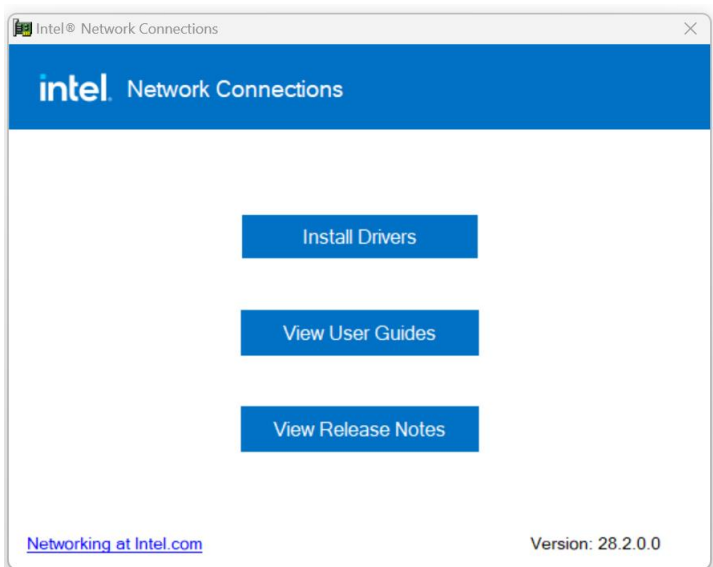 Intel® Network Connections
intel. Network Connections
Install Drivers
View User Guides
View Release Notes
Networking at Intel.com
Version: 28.2.0.0